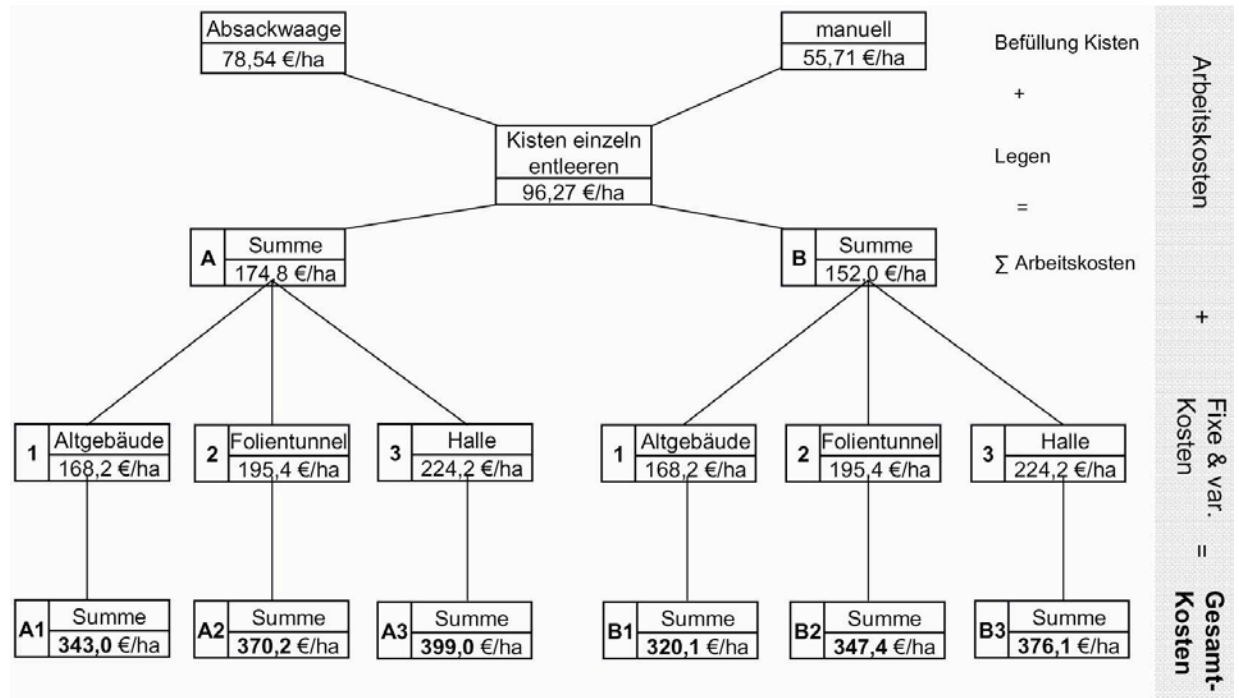 Absackwaage
78,54 €/ha
manuell
55,71 €/ha
Befüllung Kisten
+
Kisten einzeln
entleeren
96,27 €/ha
Legen
=
A
Summe
174,8 €/ha
B
Summe
152,0 €/ha
∑ Arbeitskosten
1
Altgebäude
168,2 €/ha
2
Folientunnel
195,4 €/ha
3
Halle
224,2 €/ha
1
Altgebäude
168,2 €/ha
2
Folientunnel
195,4 €/ha
3
Halle
224,2 €/ha
A1
Summe
343,0 €/ha
A2
Summe
370,2 €/ha
A3
Summe
399,0 €/ha
B1
Summe
320,1 €/ha
B2
Summe
347,4 €/ha
B3
Summe
376,1 €/ha
Arbeitskosten
+
Fixe & var.
Kosten
=
Gesamt-
Kosten